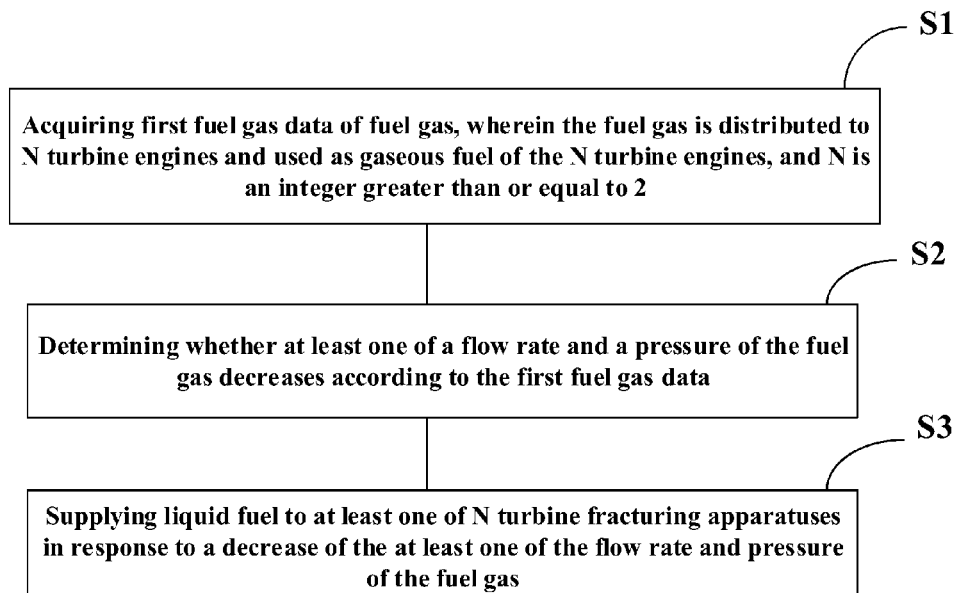 S1
Acquiring first fuel gas data of fuel gas, wherein the fuel gas is distributed to
N turbine engines and used as gaseous fuel of the N turbine engines, and N is
an integer greater than or equal to 2
S2
Determining whether at least one of a flow rate and a pressure of the fuel
gas decreases according to the first fuel gas data
S3
Supplying liquid fuel to at least one of N turbine fracturing apparatuses
in response to a decrease of the at least one of the flow rate and pressure
of the fuel gas